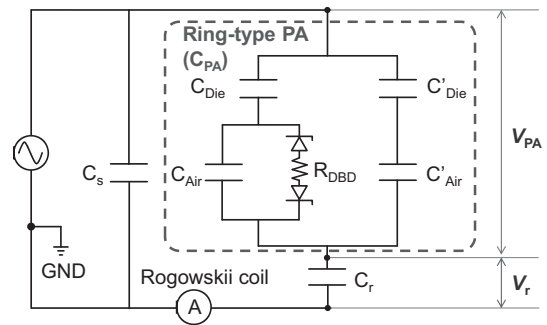 Ring-type PA
(C_PA)
C_Die
C'_Die
V_PA
C_s
C_Air
R_DBD
C'_Air
GND
Rogowskii coil
C_r
V_r
A